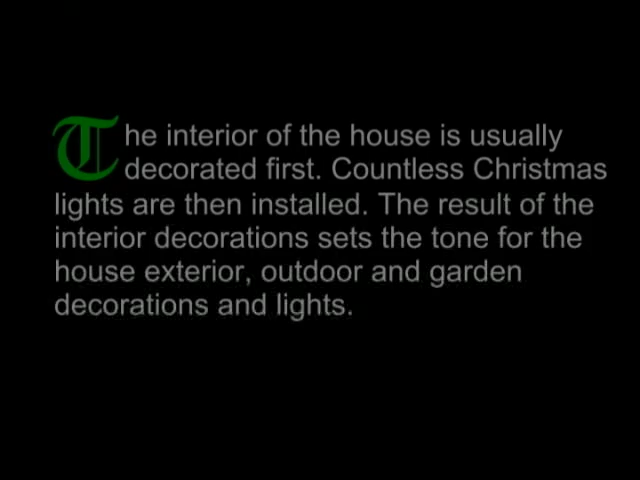 The interior of the house is usually
decorated first. Countless Christmas
lights are then installed. The result of the
interior decorations sets the tone for the
house exterior, outdoor and garden
decorations and lights.